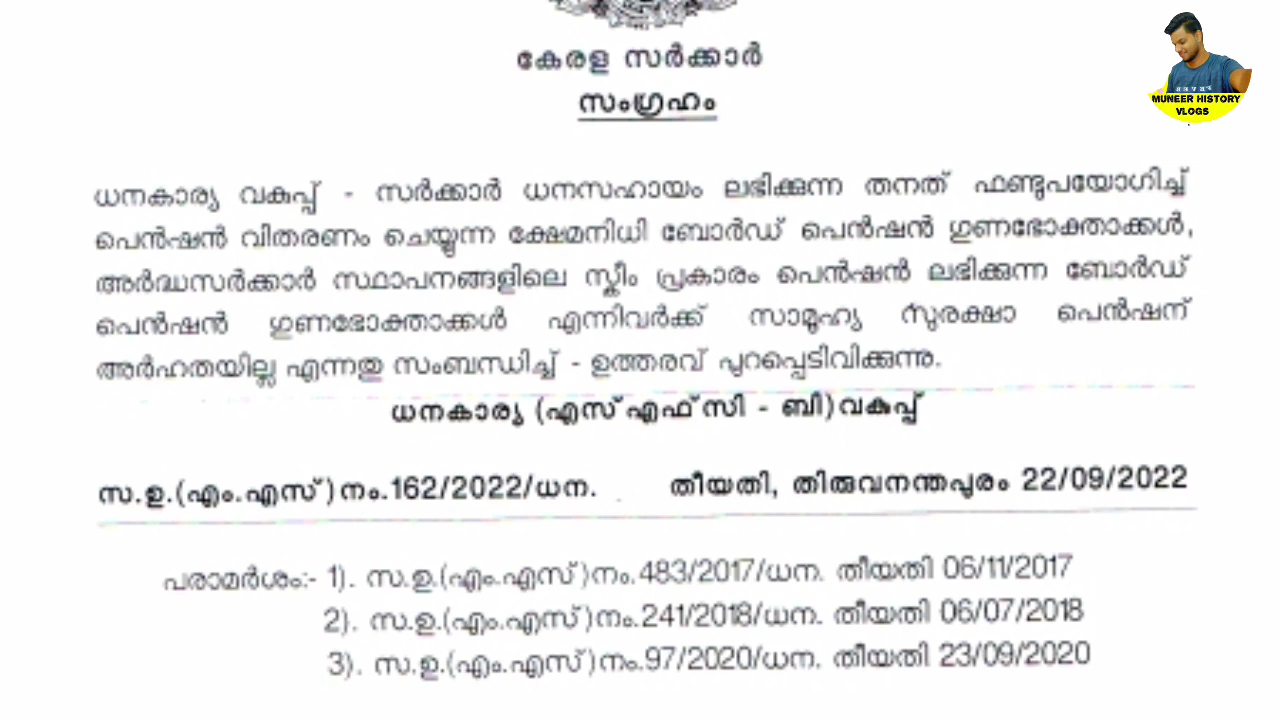 കേരള സർക്കാർ
സംഗ്രഹം
MUNEER HISTORY
VLOGS
ധനകാര്യ വകുപ്പ് - സർക്കാർ ധനസഹായം ലഭിക്കുന്ന തനത് ഫണ്ടുപയോഗിച്ച്
പെൻഷൻ വിതരണം ചെയ്യുന്ന ക്ഷേമനിധി ബോർഡ് പെൻഷൻ ഗുണഭോക്താക്കൾ,
അർദ്ധസർക്കാർ സ്ഥാപനങ്ങളിലെ സ്കീം പ്രകാരം പെൻഷൻ ലഭിക്കുന്ന ബോർഡ്
പെൻഷൻ ഗുണഭോക്താക്കൾ എന്നിവർക്ക് സാമൂഹ്യ സുരക്ഷാ പെൻഷന്
അർഹതയില്ല എന്നതു സംബന്ധിച്ച് - ഉത്തരവ് പുറപ്പെടിവിക്കുന്നു.
ധനകാര്യ (എസ് എഫ് സി - ബി) വകുപ്പ്
സ.ഉ.(എം.എസ്) നം.162/2022/ധന. തീയതി, തിരുവനന്തപുരം 22/09/2022
പരാമർശം:- 1). സ.ഉ.(എം.എസ്)നം.483/2017/ധന. തീയതി 06/11/2017
2). സ.ഉ.(എം.എസ്)നം.241/2018/ധന. തീയതി 06/07/2018
3). സ.ഉ.(എം.എസ്)നം.97/2020/ധന. തീയതി 23/09/2020